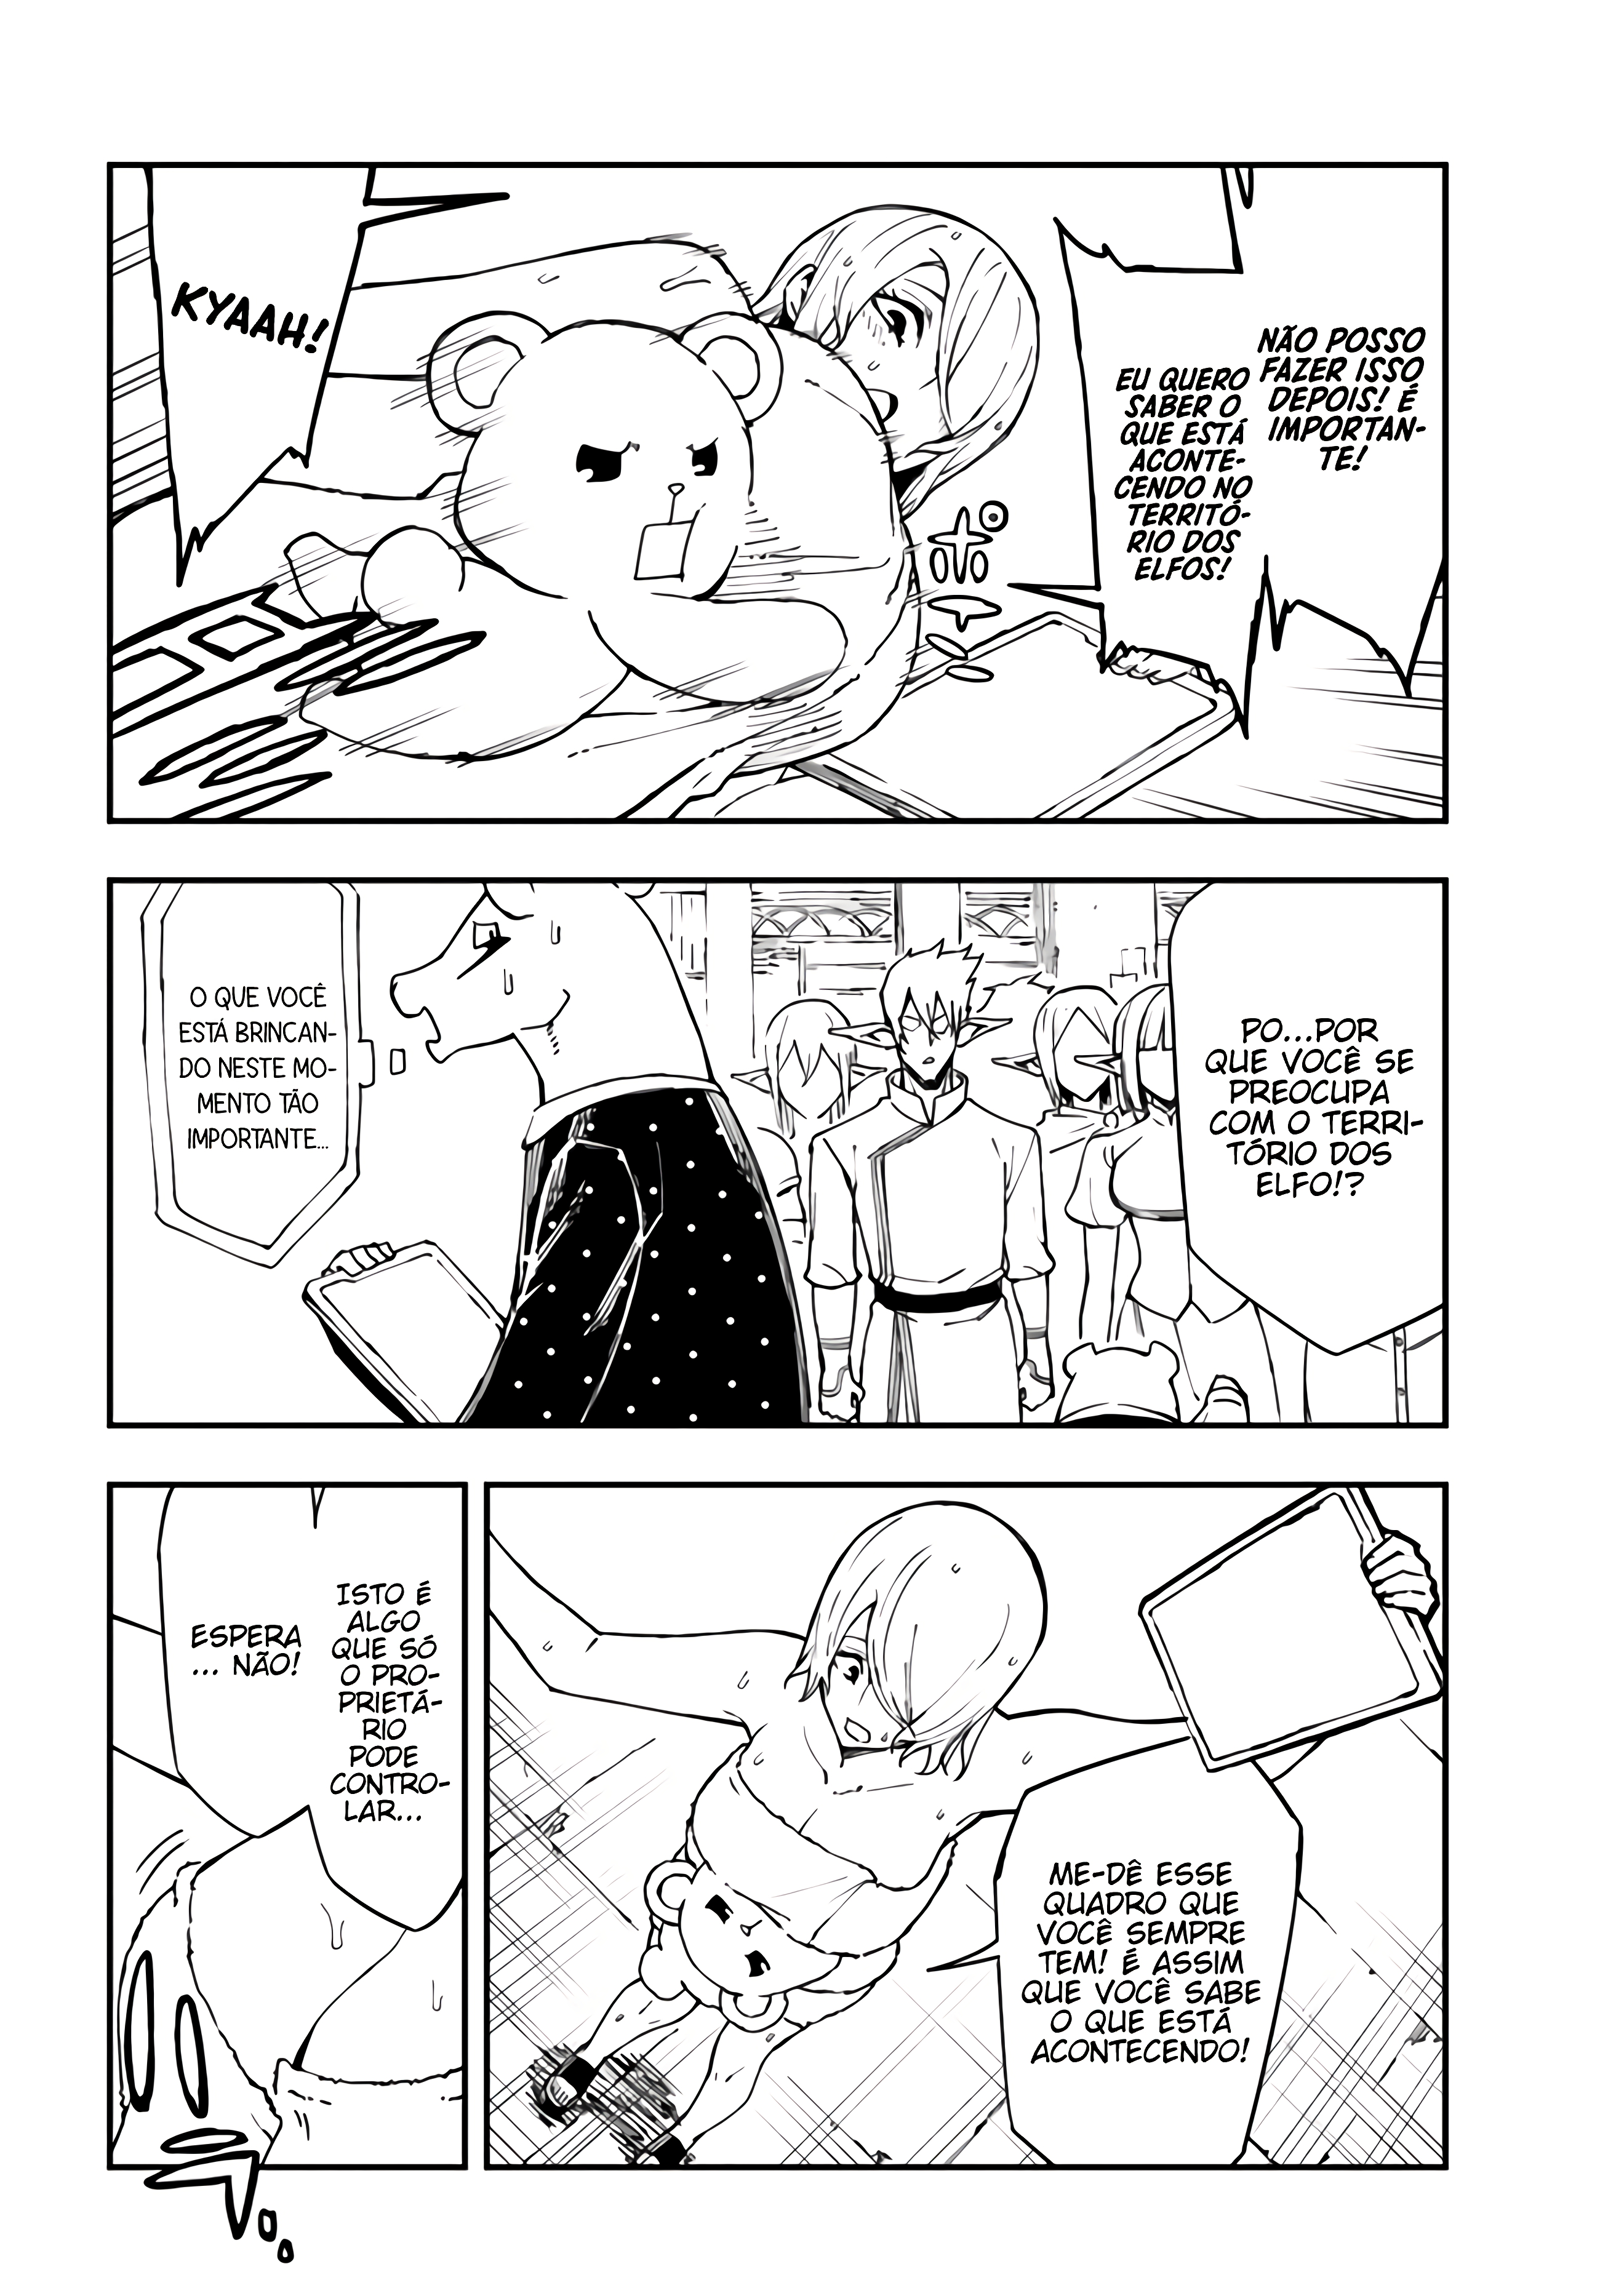 NÃO POSSO
FAZER ISSO
DEPOIS! É
IMPORTAN-
TE!
EU QUERO
SABER O
QUE ESTÁ
ACONTE-
CENDO NO
TERRITÓ-
RIO DOS
ELFOS!
KYAAH!
PO...POR
QUE VOCÊ SE
PREOCUPA
COM O TERRI-
TÓRIO DOS
ELFO!?
O QUE VOCÊ
ESTÁ BRINCAN-
DO NESTE MO-
MENTO TÃO
IMPORTANTE...
ME-DÊ ESSE
QUADRO QUE
VOCÊ SEMPRE
TEM! É ASSIM
QUE VOCÊ SABE
O QUE ESTÁ
ACONTECENDO!
ISTO É
ALGO
QUE SÓ
O PRO-
PRIETÁ-
RIO
PODE
CONTRO-
LAR...
ESPERA
... NÃO!